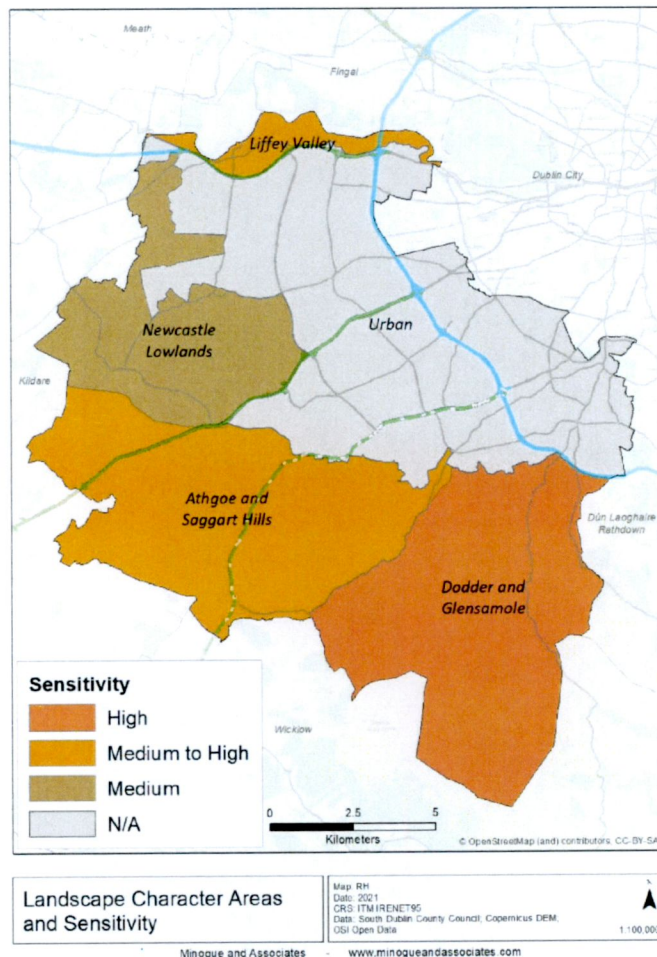 Meath
Fingal
Liffey Valley
Dublin City
Newcastle
Lowlands
Urban
Kildare
Athgoe and
Saggart Hills
Dún Laoghaire
Rathdown
Dodder and
Glensamole
Sensitivity
High
Medium to High
Medium
N/A
Wicklow
0 2.5 5
Kilometers
© OpenStreetMap (and) contributors, CC-BY-SA
Landscape Character Areas
and Sensitivity
Map: RH
Date: 2021
CRS: ITM IRENET95
Data: South Dublin County Council; Copernicus DEM;
OSI Open Data
N
1:100,000
Minogue and Associates - www.minogueandassociates.com